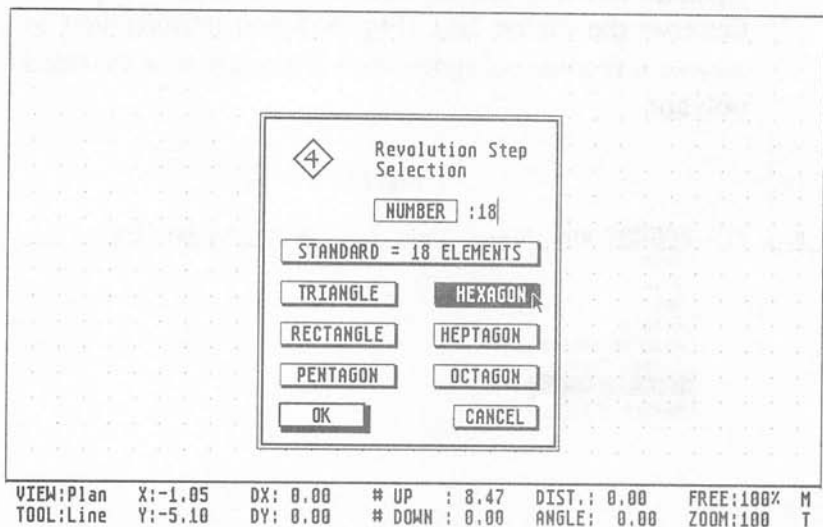 4
Revolution Step
Selection
NUMBER :18
STANDARD = 18 ELEMENTS
TRIANGLE HEXAGON
RECTANGLE HEPTAGON
PENTAGON OCTAGON
OK CANCEL
VIEW:Plan X:-1.05 DX: 0.00 # UP : 8.47 DIST.: 0.00 FREE:100% M
TOOL:Line Y:-5.10 DY: 0.00 # DOWN : 0.00 ANGLE: 0.00 ZOOM:100 T